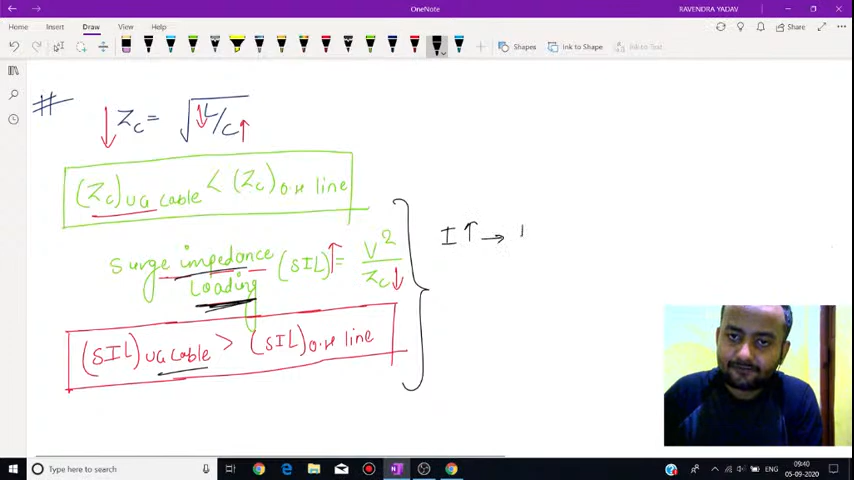 OneNote
RAVENDRA YADAV
Home Insert Draw View Help Share
Shapes Ink to Shape Ink to Text
# ↓ Zc = √L↓/C↑
(Zc)UG cable < (Zc)O.H line
Surge impedance (SIL)↑ = V²/Zc↓
Loading
(SIL)UG Cable > (SIL)O.H line
I↑ →
Type here to search
ENG
09:40
05-09-2020